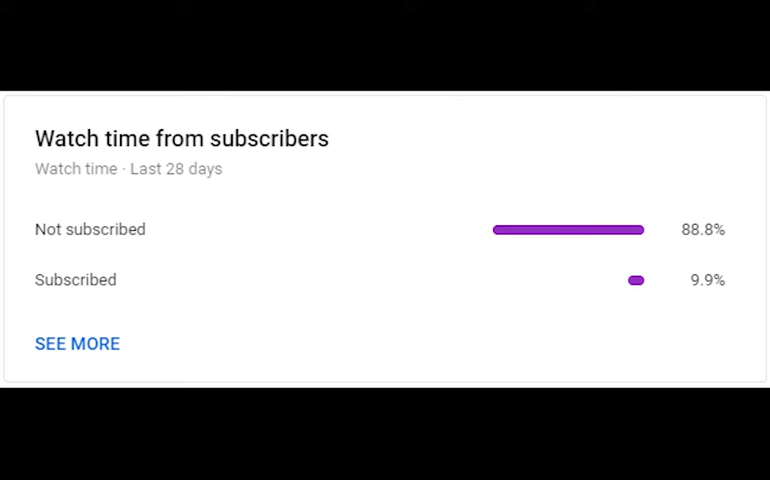 Watch time from subscribers
Watch time · Last 28 days
Not subscribed 88.8%
Subscribed 9.9%
SEE MORE